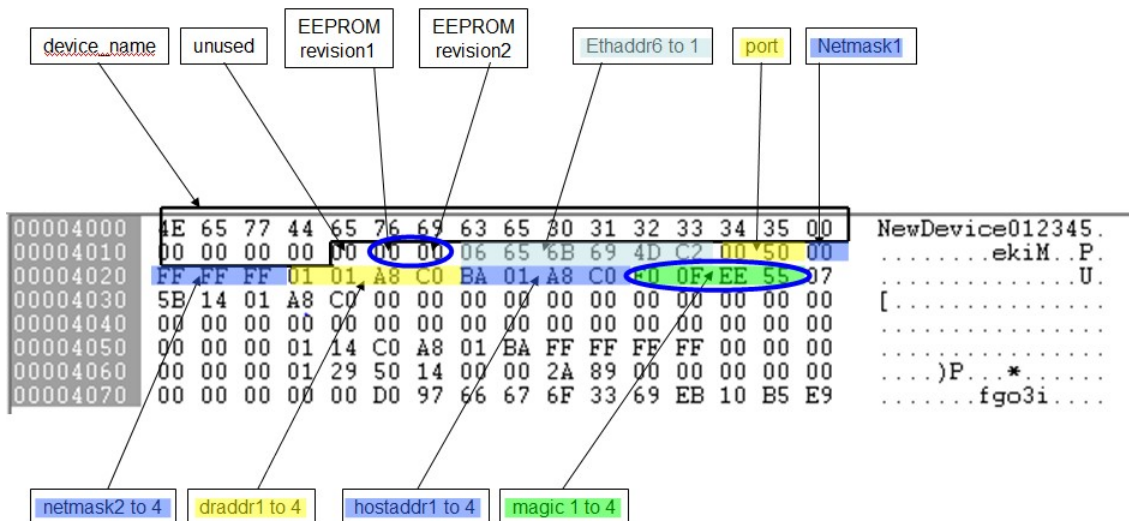 device_name
unused
EEPROM
revision1
EEPROM
revision2
Ethaddr6 to 1
port
Netmask1
00004000 4E 65 77 44 65 76 69 63 65 30 31 32 33 34 35 00 NewDevice012345.
00004010 00 00 00 00 00 00 00 06 65 6B 69 4D C2 00 50 00 ........ekiM..P.
00004020 FF FF FF 01 01 A8 C0 BA 01 A8 C0 F0 0F EE 55 07 ..............U.
00004030 5B 14 01 A8 C0 00 00 00 00 00 00 00 00 00 00 00 [...............
00004040 00 00 00 00 00 00 00 00 00 00 00 00 00 00 00 00 ................
00004050 00 00 00 01 14 C0 A8 01 BA FF FF FF FF 00 00 00 ................
00004060 00 00 00 01 29 50 14 00 00 2A 89 00 00 00 00 00 ....)P...*......
00004070 00 00 00 00 00 D0 97 66 67 6F 33 69 EB 10 B5 E9 .......fgo3i....
netmask2 to 4
draddr1 to 4
hostaddr1 to 4
magic 1 to 4